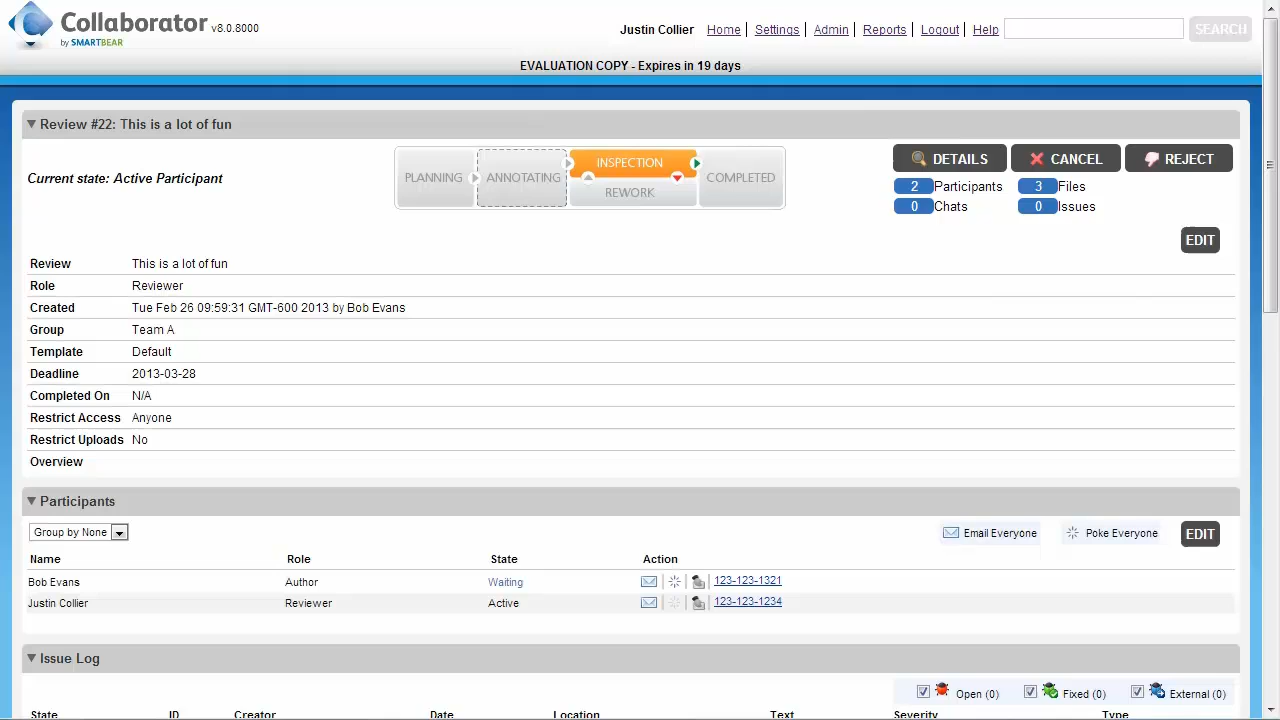 Collaborator v8.0.8000
by SMARTBEAR
Justin Collier Home Settings Admin Reports Logout Help SEARCH
EVALUATION COPY - Expires in 19 days
Review #22: This is a lot of fun
Current state: Active Participant
PLANNING ANNOTATING INSPECTION REWORK COMPLETED
DETAILS CANCEL REJECT
2 Participants 3 Files
0 Chats 0 Issues
EDIT
Review This is a lot of fun
Role Reviewer
Created Tue Feb 26 09:59:31 GMT-600 2013 by Bob Evans
Group Team A
Template Default
Deadline 2013-03-28
Completed On N/A
Restrict Access Anyone
Restrict Uploads No
Overview
Participants
Group by None Email Everyone Poke Everyone EDIT
Name Role State Action
Bob Evans Author Waiting 123-123-1321
Justin Collier Reviewer Active 123-123-1234
Issue Log
Open (0) Fixed (0) External (0)
State ID Creator Date Location Text Severity Type